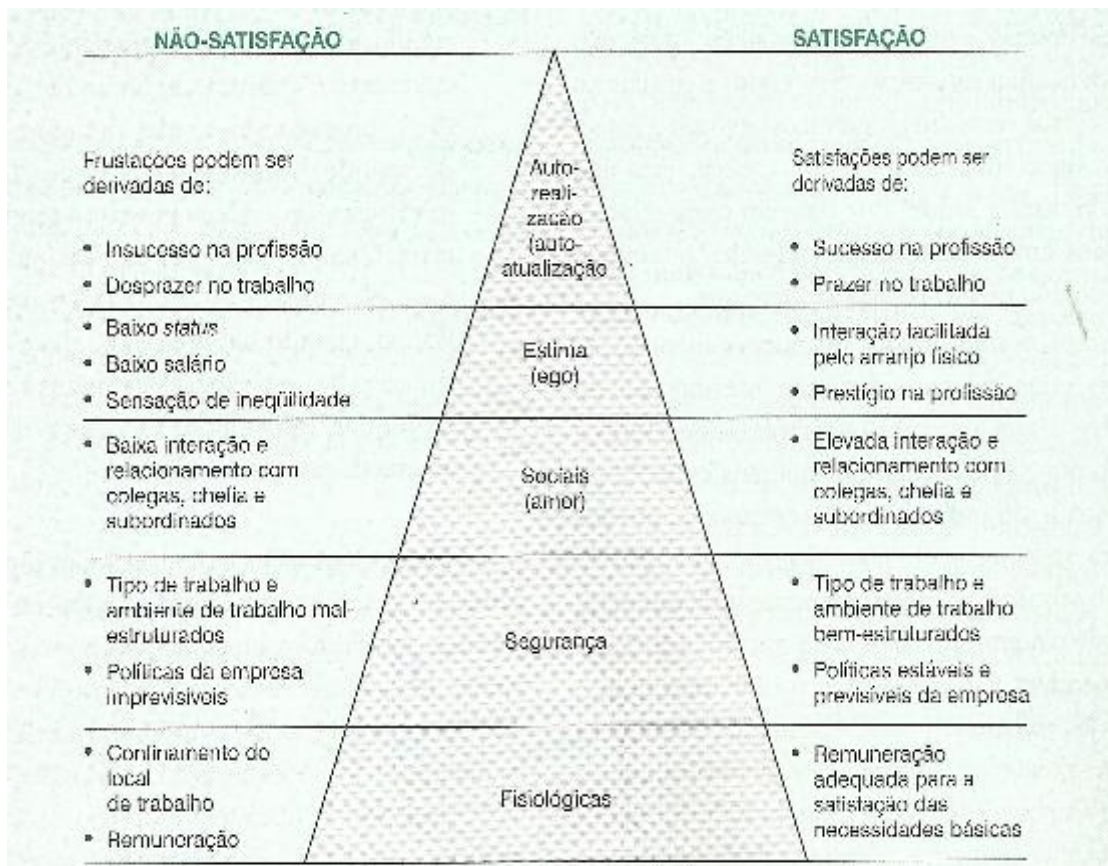 NÃO-SATISFAÇÃO
SATISFAÇÃO
Frustações podem ser
derivadas de:
• Insucesso na profissão
• Desprazer no trabalho
Auto-
reali-
zação
(auto-
atualização
Satisfações podem ser
derivadas de:
• Sucesso na profissão
• Prazer no trabalho
• Baixo status
• Baixo salário
• Sensação de ineqüilidade
Estima
(ego)
• Interação facilitada
pelo arranjo físico
• Prestígio na profissão
• Baixa interação e
relacionamento com
colegas, chefia e
subordinados
Sociais
(amor)
• Elevada interação e
relacionamento com
colegas, chefia e
subordinados
• Tipo de trabalho e
ambiente de trabalho mal-
estruturados
• Políticas da empresa
imprevisíveis
Segurança
• Tipo de trabalho e
ambiente de trabalho
bem-estruturados
• Políticas estáveis e
previsíveis da empresa
• Confinamento do
local
de trabalho
• Remuneração
Fisiológicas
• Remuneração
adequada para a
satisfação das
necessidades básicas